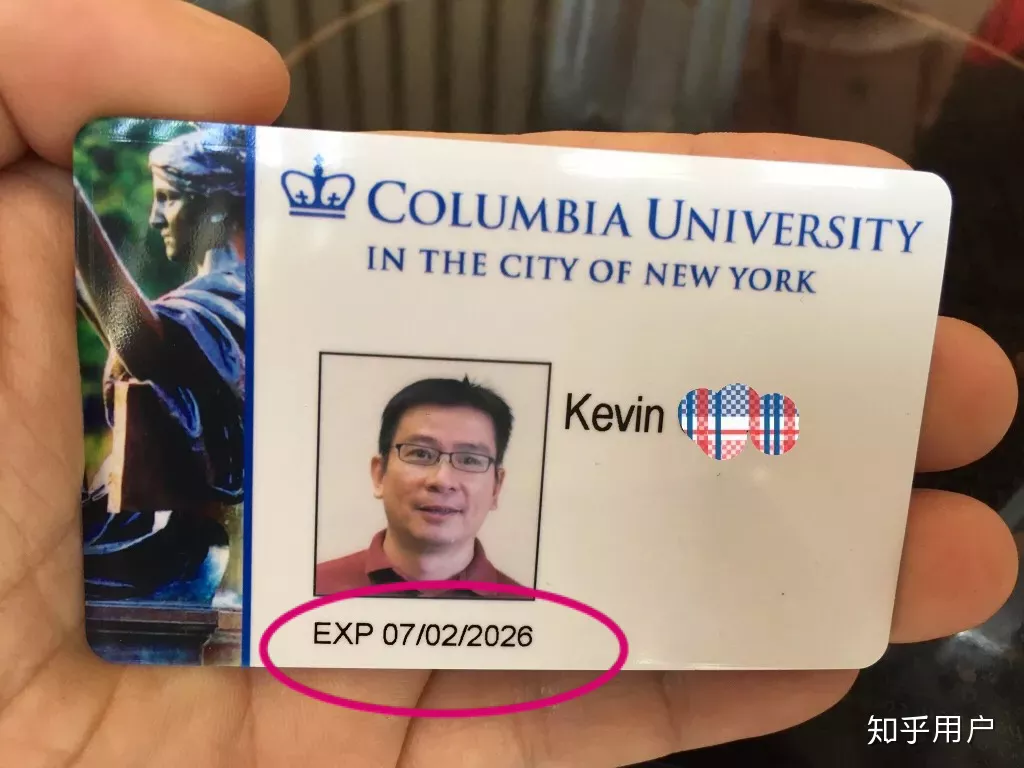 COLUMBIA UNIVERSITY
IN THE CITY OF NEW YORK
Kevin
EXP 07/02/2026
知乎用户